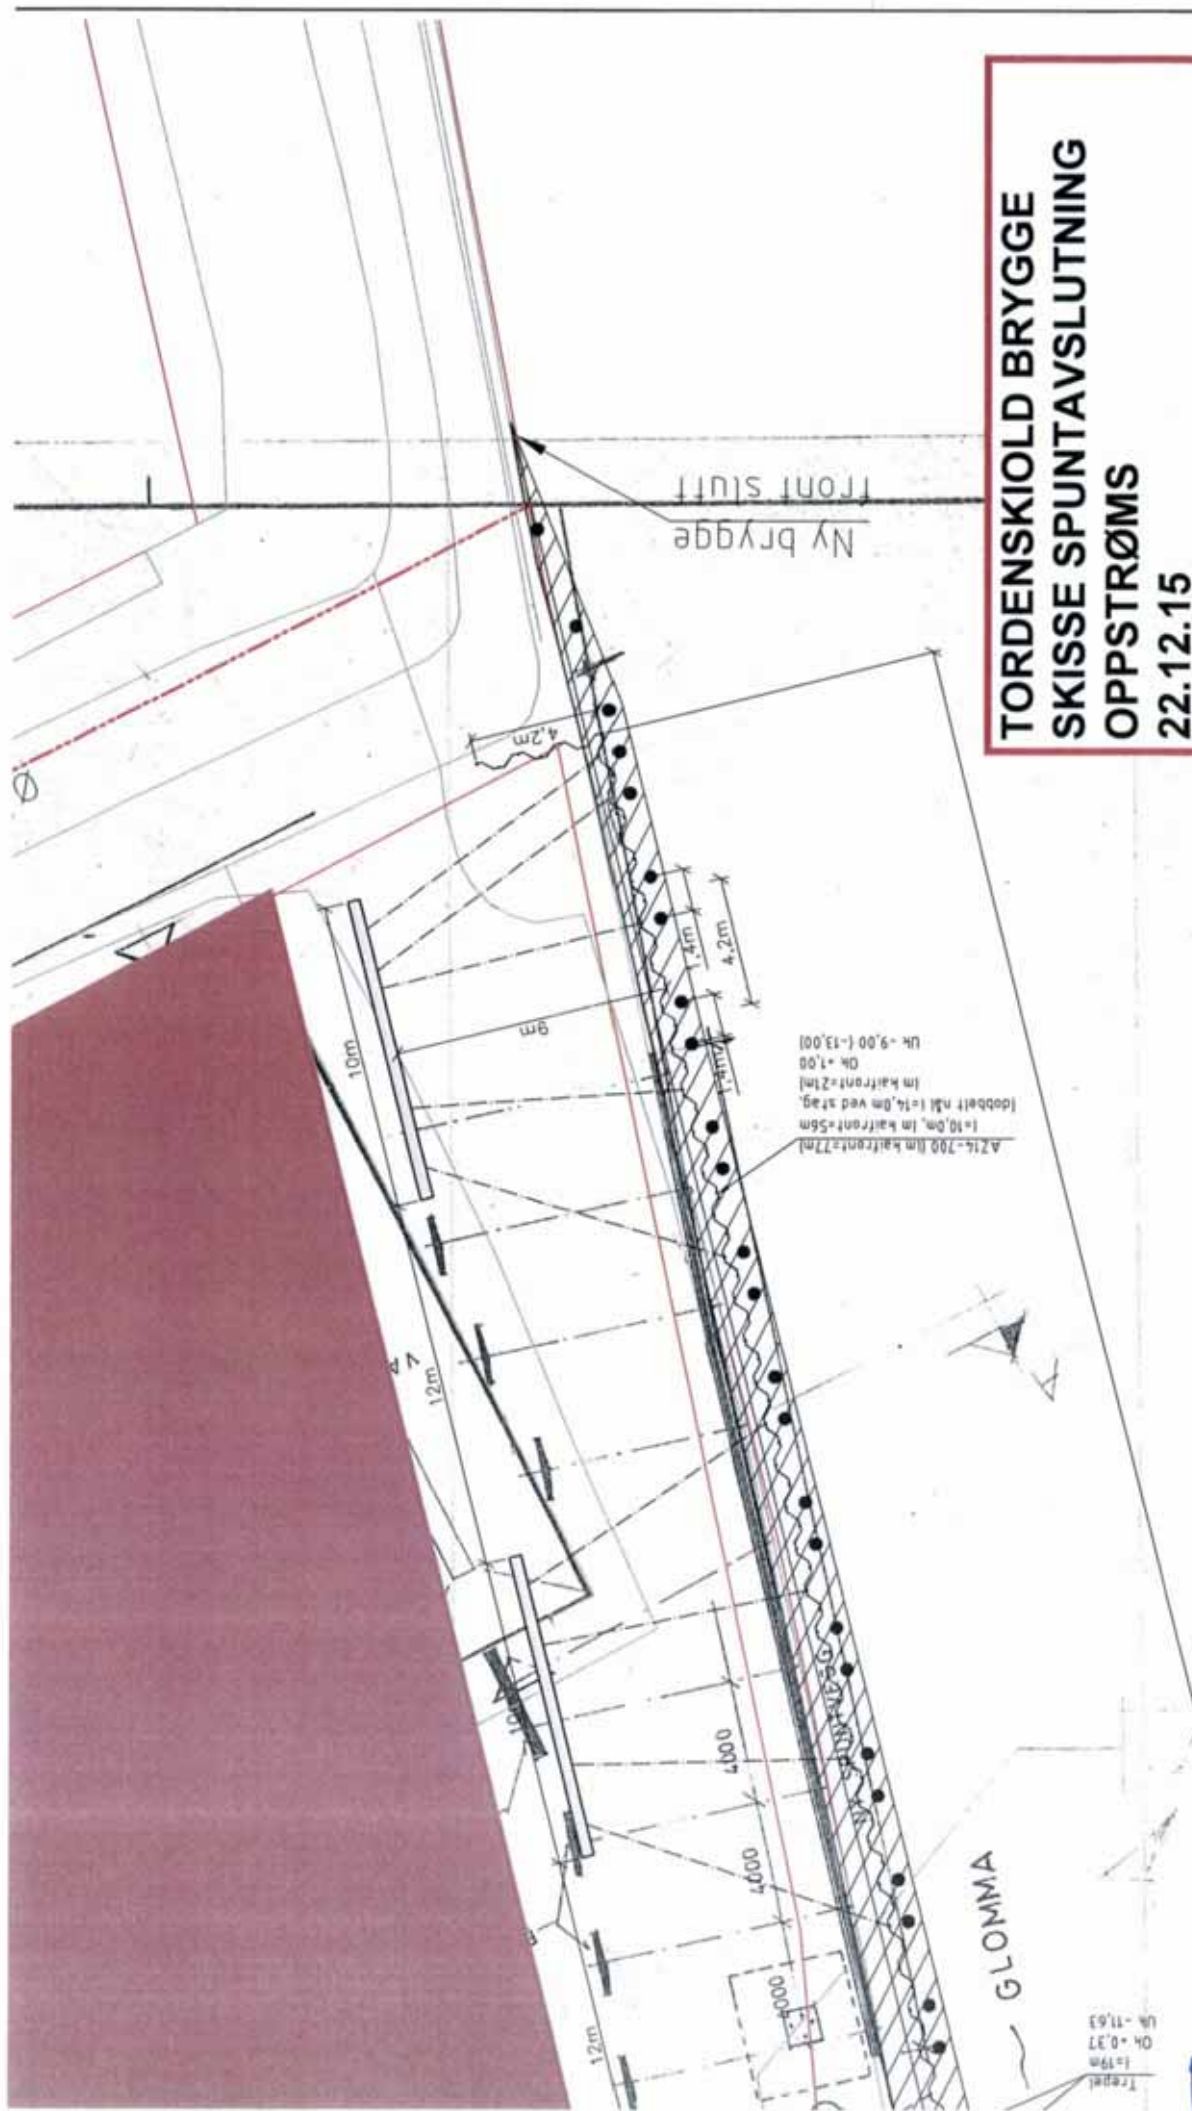 TORDENSKIOLD BRYGGE
SKISSE SPUNTAVSLUTNING
OPPSTRØMS
22.12.15
Ny brygge
front slutt
Ø
4,2m
10m
9m
1,4m
4,2m
1,4m
AZ14-700 (lm kaifront=77m)
l=10,0m, lm kaifront=56m
(dobbelt nål l=14,0m ved stag,
lm kaifront=21m)
Ok +1,00
Uk -9,00 (-13,00)
12m
4000
4000
4000
12m
GLOMMA
Trepel
l=19m
Ok +0,37
Uk -11,63